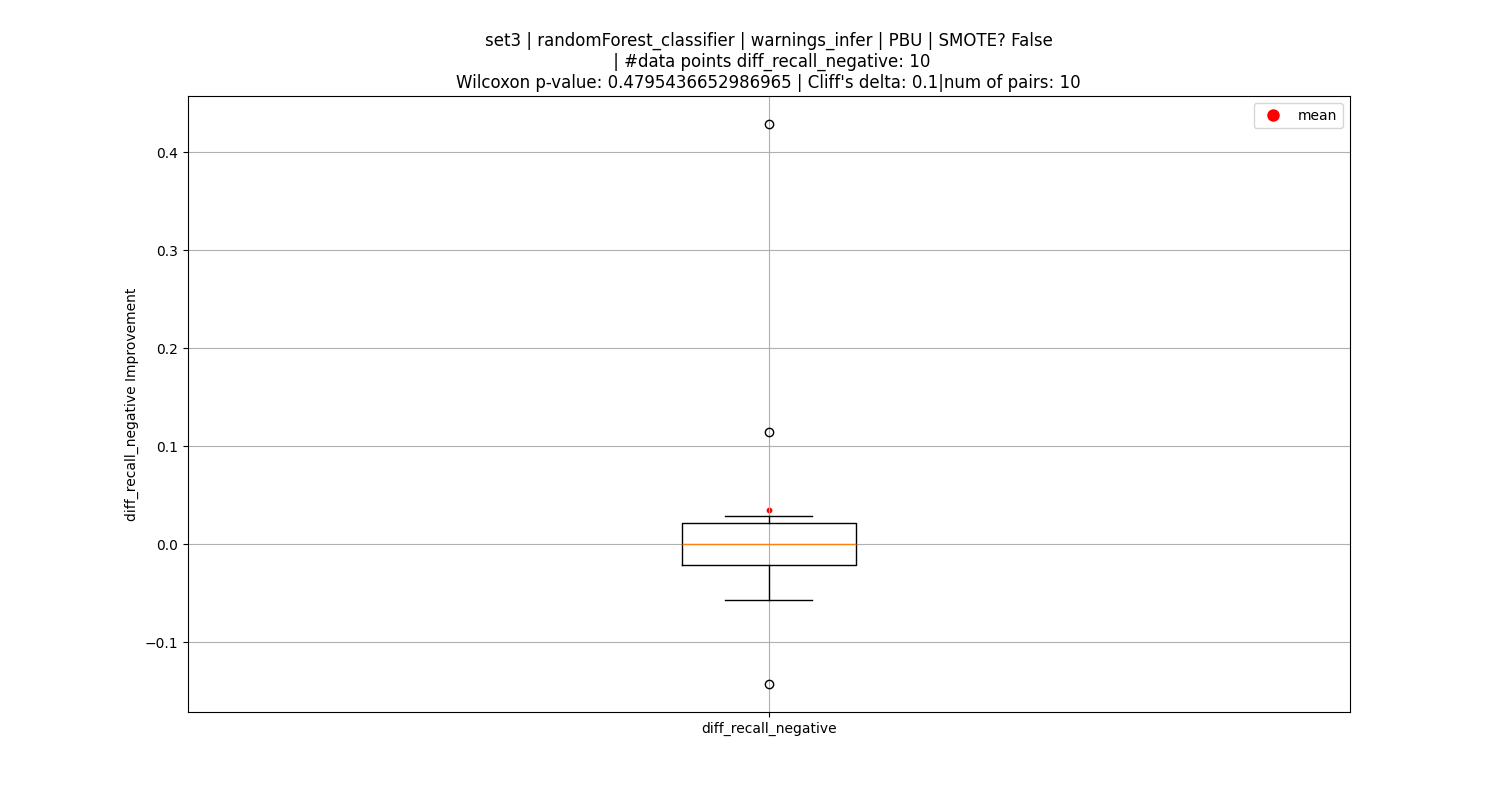 set3 | randomForest_classifier | warnings_infer | PBU | SMOTE? False
| #data points diff_recall_negative: 10
Wilcoxon p-value: 0.4795436652986965 | Cliff's delta: 0.1|num of pairs: 10
mean
0.4
0.3
0.2
0.1
0.0
−0.1
diff_recall_negative Improvement
diff_recall_negative